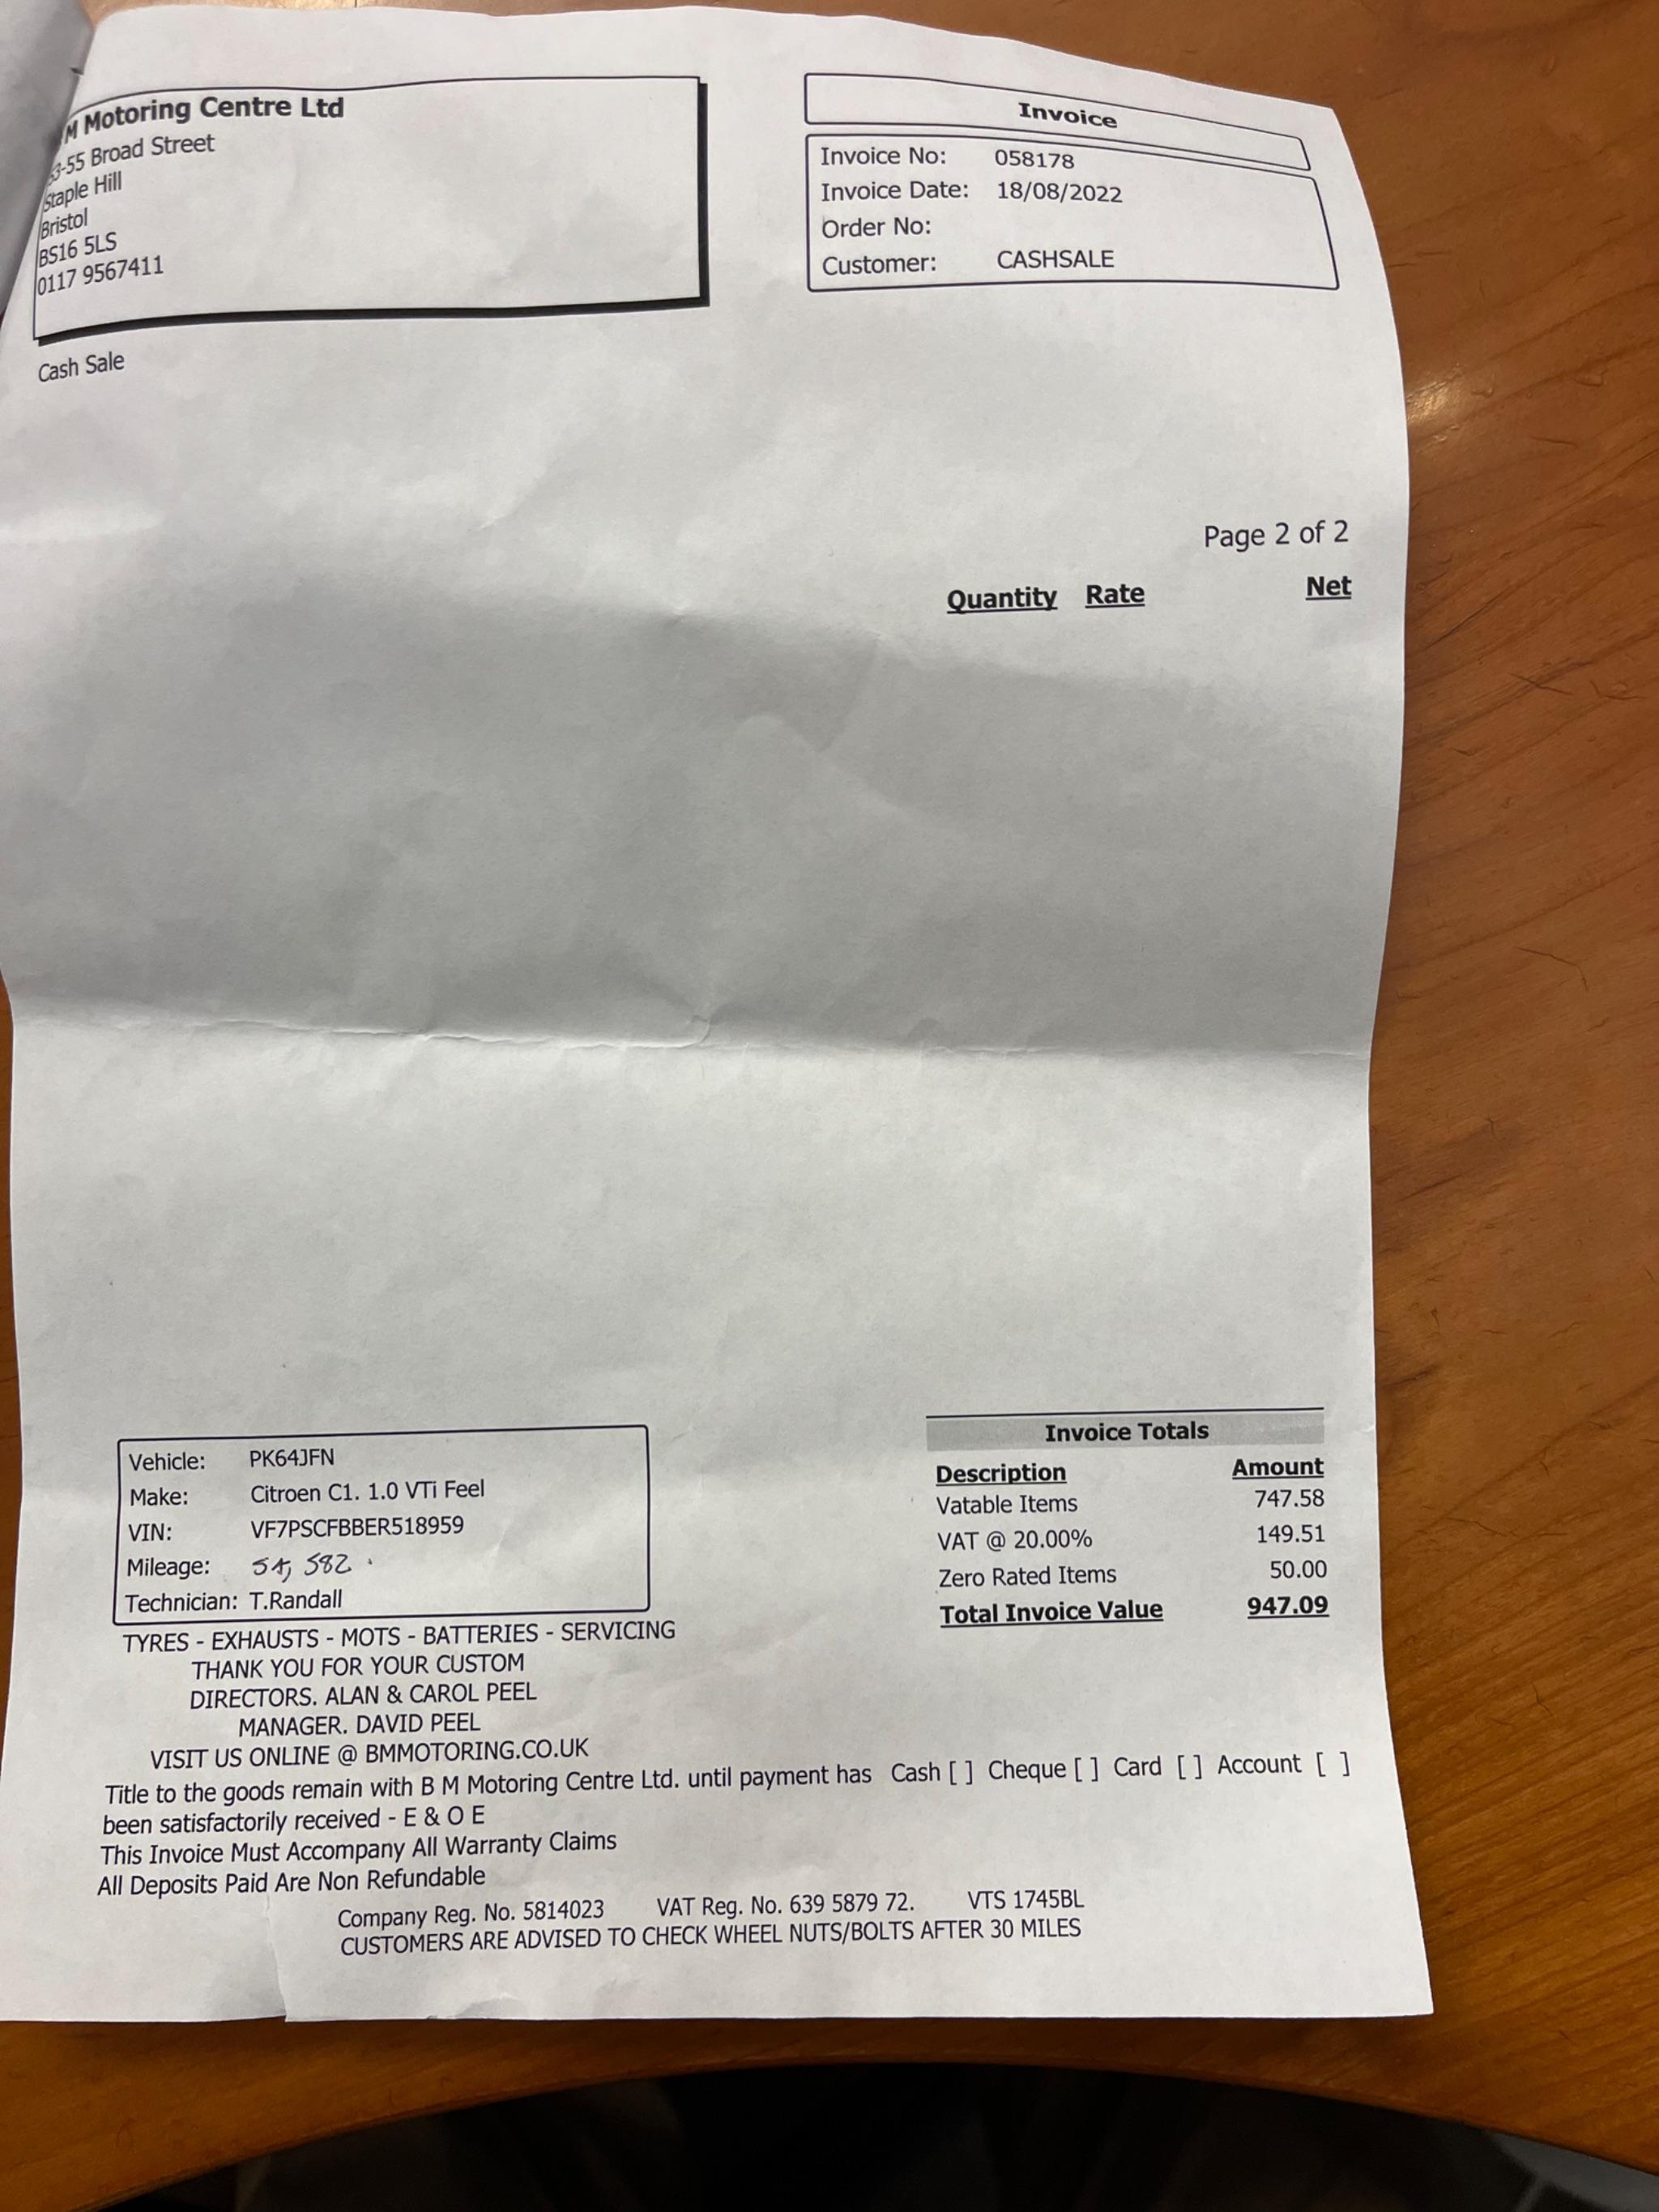 M Motoring Centre Ltd
3-55 Broad Street
Staple Hill
Bristol
BS16 5LS
0117 9567411
Cash Sale
Invoice
Invoice No: 058178
Invoice Date: 18/08/2022
Order No:
Customer: CASHSALE
Page 2 of 2
Quantity Rate Net
Vehicle: PK64JFN
Make: Citroen C1. 1.0 VTi Feel
VIN: VF7PSCFBBER518959
Mileage: 54,582
Technician: T.Randall
Invoice Totals
Description Amount
Vatable Items 747.58
VAT @ 20.00% 149.51
Zero Rated Items 50.00
Total Invoice Value 947.09
TYRES - EXHAUSTS - MOTS - BATTERIES - SERVICING
THANK YOU FOR YOUR CUSTOM
DIRECTORS. ALAN & CAROL PEEL
MANAGER. DAVID PEEL
VISIT US ONLINE @ BMMOTORING.CO.UK
Title to the goods remain with B M Motoring Centre Ltd. until payment has Cash [ ] Cheque [ ] Card [ ] Account [ ]
been satisfactorily received - E & O E
This Invoice Must Accompany All Warranty Claims
All Deposits Paid Are Non Refundable
Company Reg. No. 5814023 VAT Reg. No. 639 5879 72. VTS 1745BL
CUSTOMERS ARE ADVISED TO CHECK WHEEL NUTS/BOLTS AFTER 30 MILES